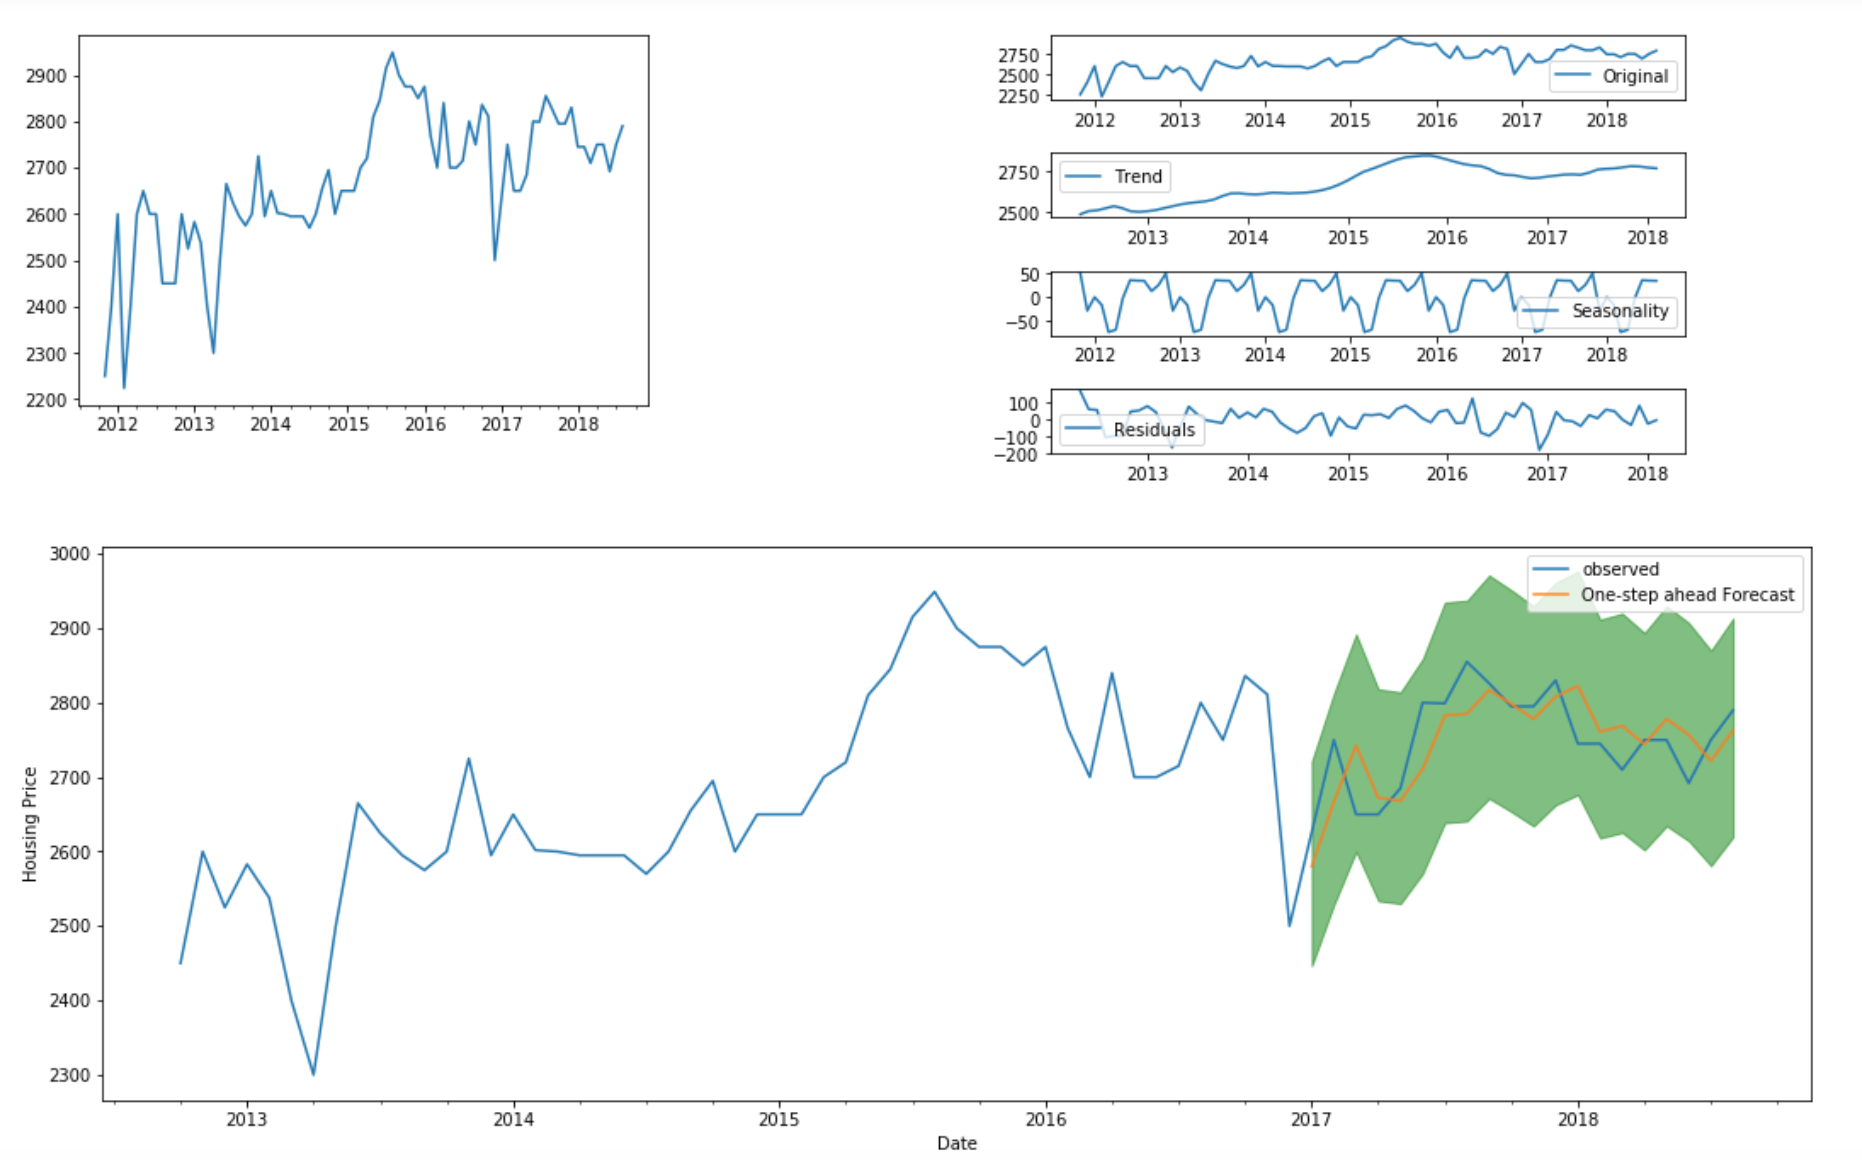 2900
2800
2700
2600
2500
2400
2300
2200
2012 2013 2014 2015 2016 2017 2018
2750
2500
2250
Original
2012 2013 2014 2015 2016 2017 2018
2750
2500
Trend
2013 2014 2015 2016 2017 2018
50
0
−50
Seasonality
2012 2013 2014 2015 2016 2017 2018
100
0
−100
−200
Residuals
2013 2014 2015 2016 2017 2018
3000
2900
2800
2700
2600
2500
2400
2300
Housing Price
observed
One-step ahead Forecast
2013 2014 2015 2016 2017 2018
Date